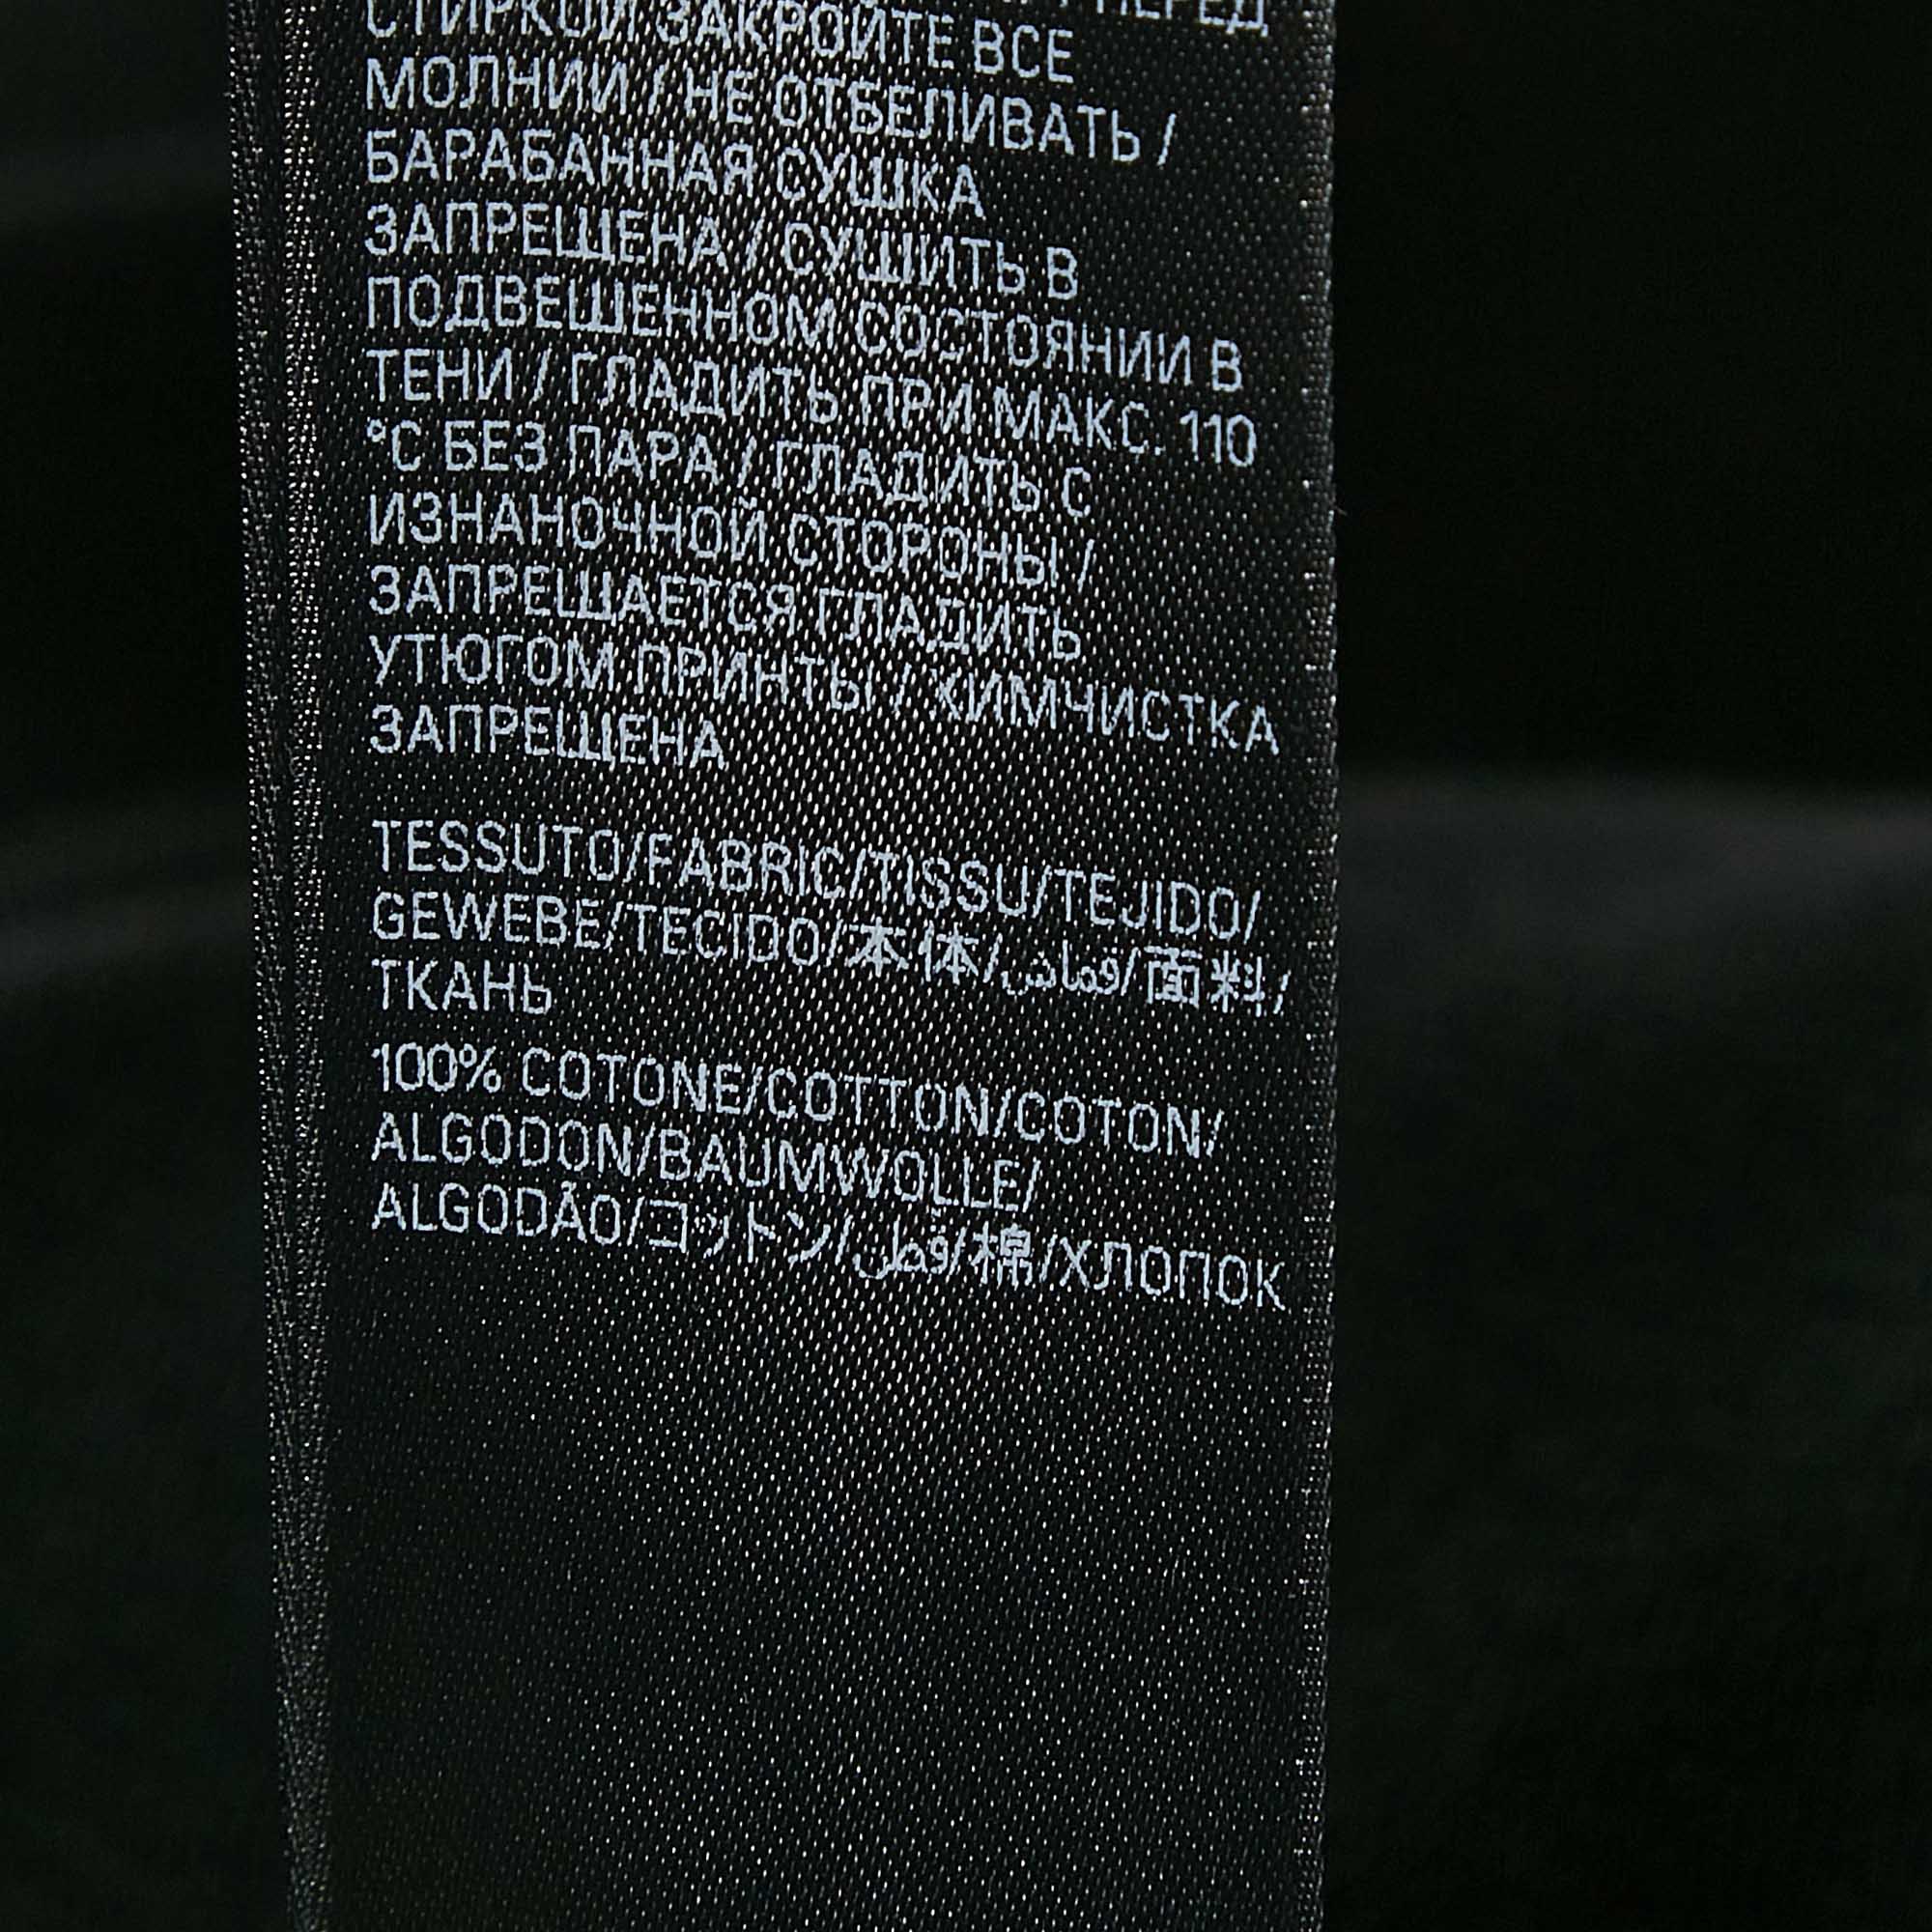 ПЕРЕД
СТИРКОЙ ЗАКРОЙТЕ ВСЕ
МОЛНИИ / НЕ ОТБЕЛИВАТЬ /
БАРАБАННАЯ СУШКА
ЗАПРЕЩЕНА / СУШИТЬ В
ПОДВЕШЕННОМ СОСТОЯНИИ В
ТЕНИ / ГЛАДИТЬ ПРИ МАКС. 110
°C БЕЗ ПАРА / ГЛАДИТЬ С
ИЗНАНОЧНОЙ СТОРОНЫ /
ЗАПРЕЩАЕТСЯ ГЛАДИТЬ
УТЮГОМ ПРИНТЫ / ХИМЧИСТКА
ЗАПРЕЩЕНА
TESSUTO/FABRIC/TISSU/TEJIDO/
GEWEBE/TECIDO/本体/قماش/面料/
ТКАНЬ
100% COTONE/COTTON/COTON/
ALGODON/BAUMWOLLE/
ALGODÃO/コットン/قطن/棉/ХЛОПОК